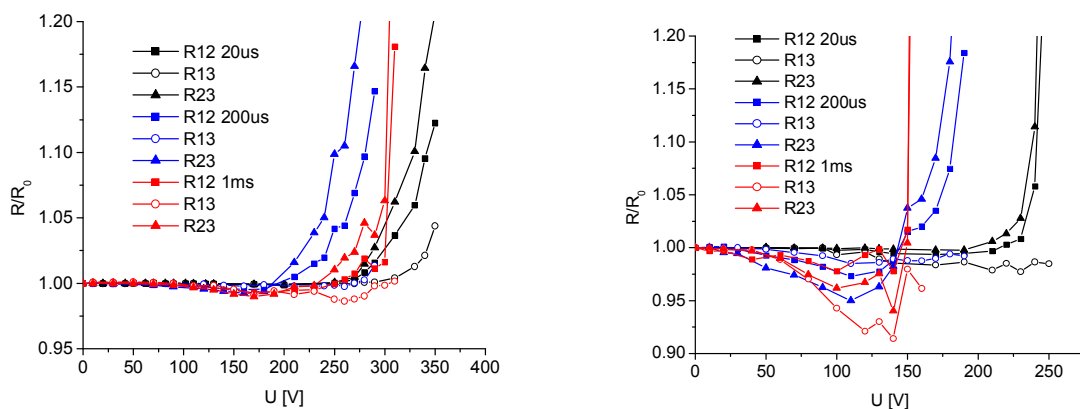 1.20
1.15
1.10
1.05
1.00
0.95
R/R0
R12 20us
R13
R23
R12 200us
R13
R23
R12 1ms
R13
R23
0 50 100 150 200 250 300 350 400
U [V]
1.20
1.15
1.10
1.05
1.00
0.95
0.90
R/R0
R12 20us
R13
R23
R12 200us
R13
R23
R12 1ms
R13
R23
0 50 100 150 200 250
U [V]